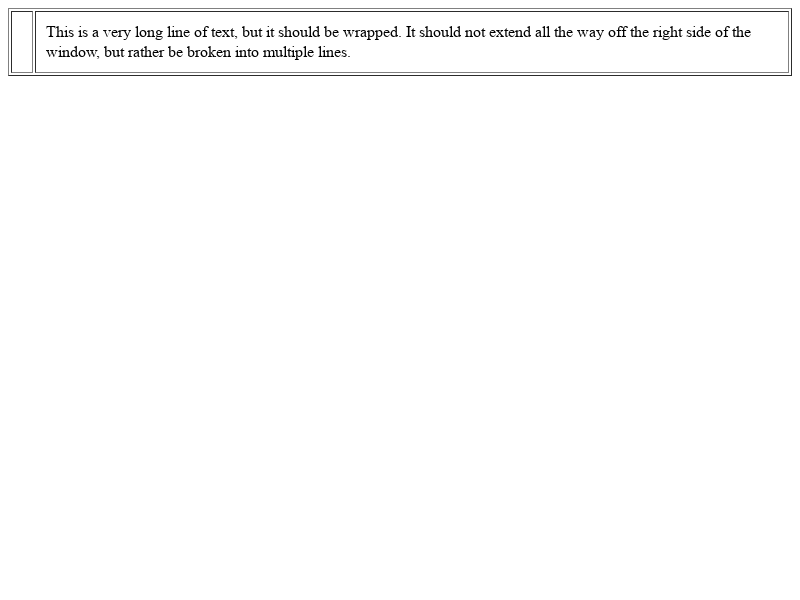 This is a very long line of text, but it should be wrapped. It should not extend all the way off the right side of the
window, but rather be broken into multiple lines.